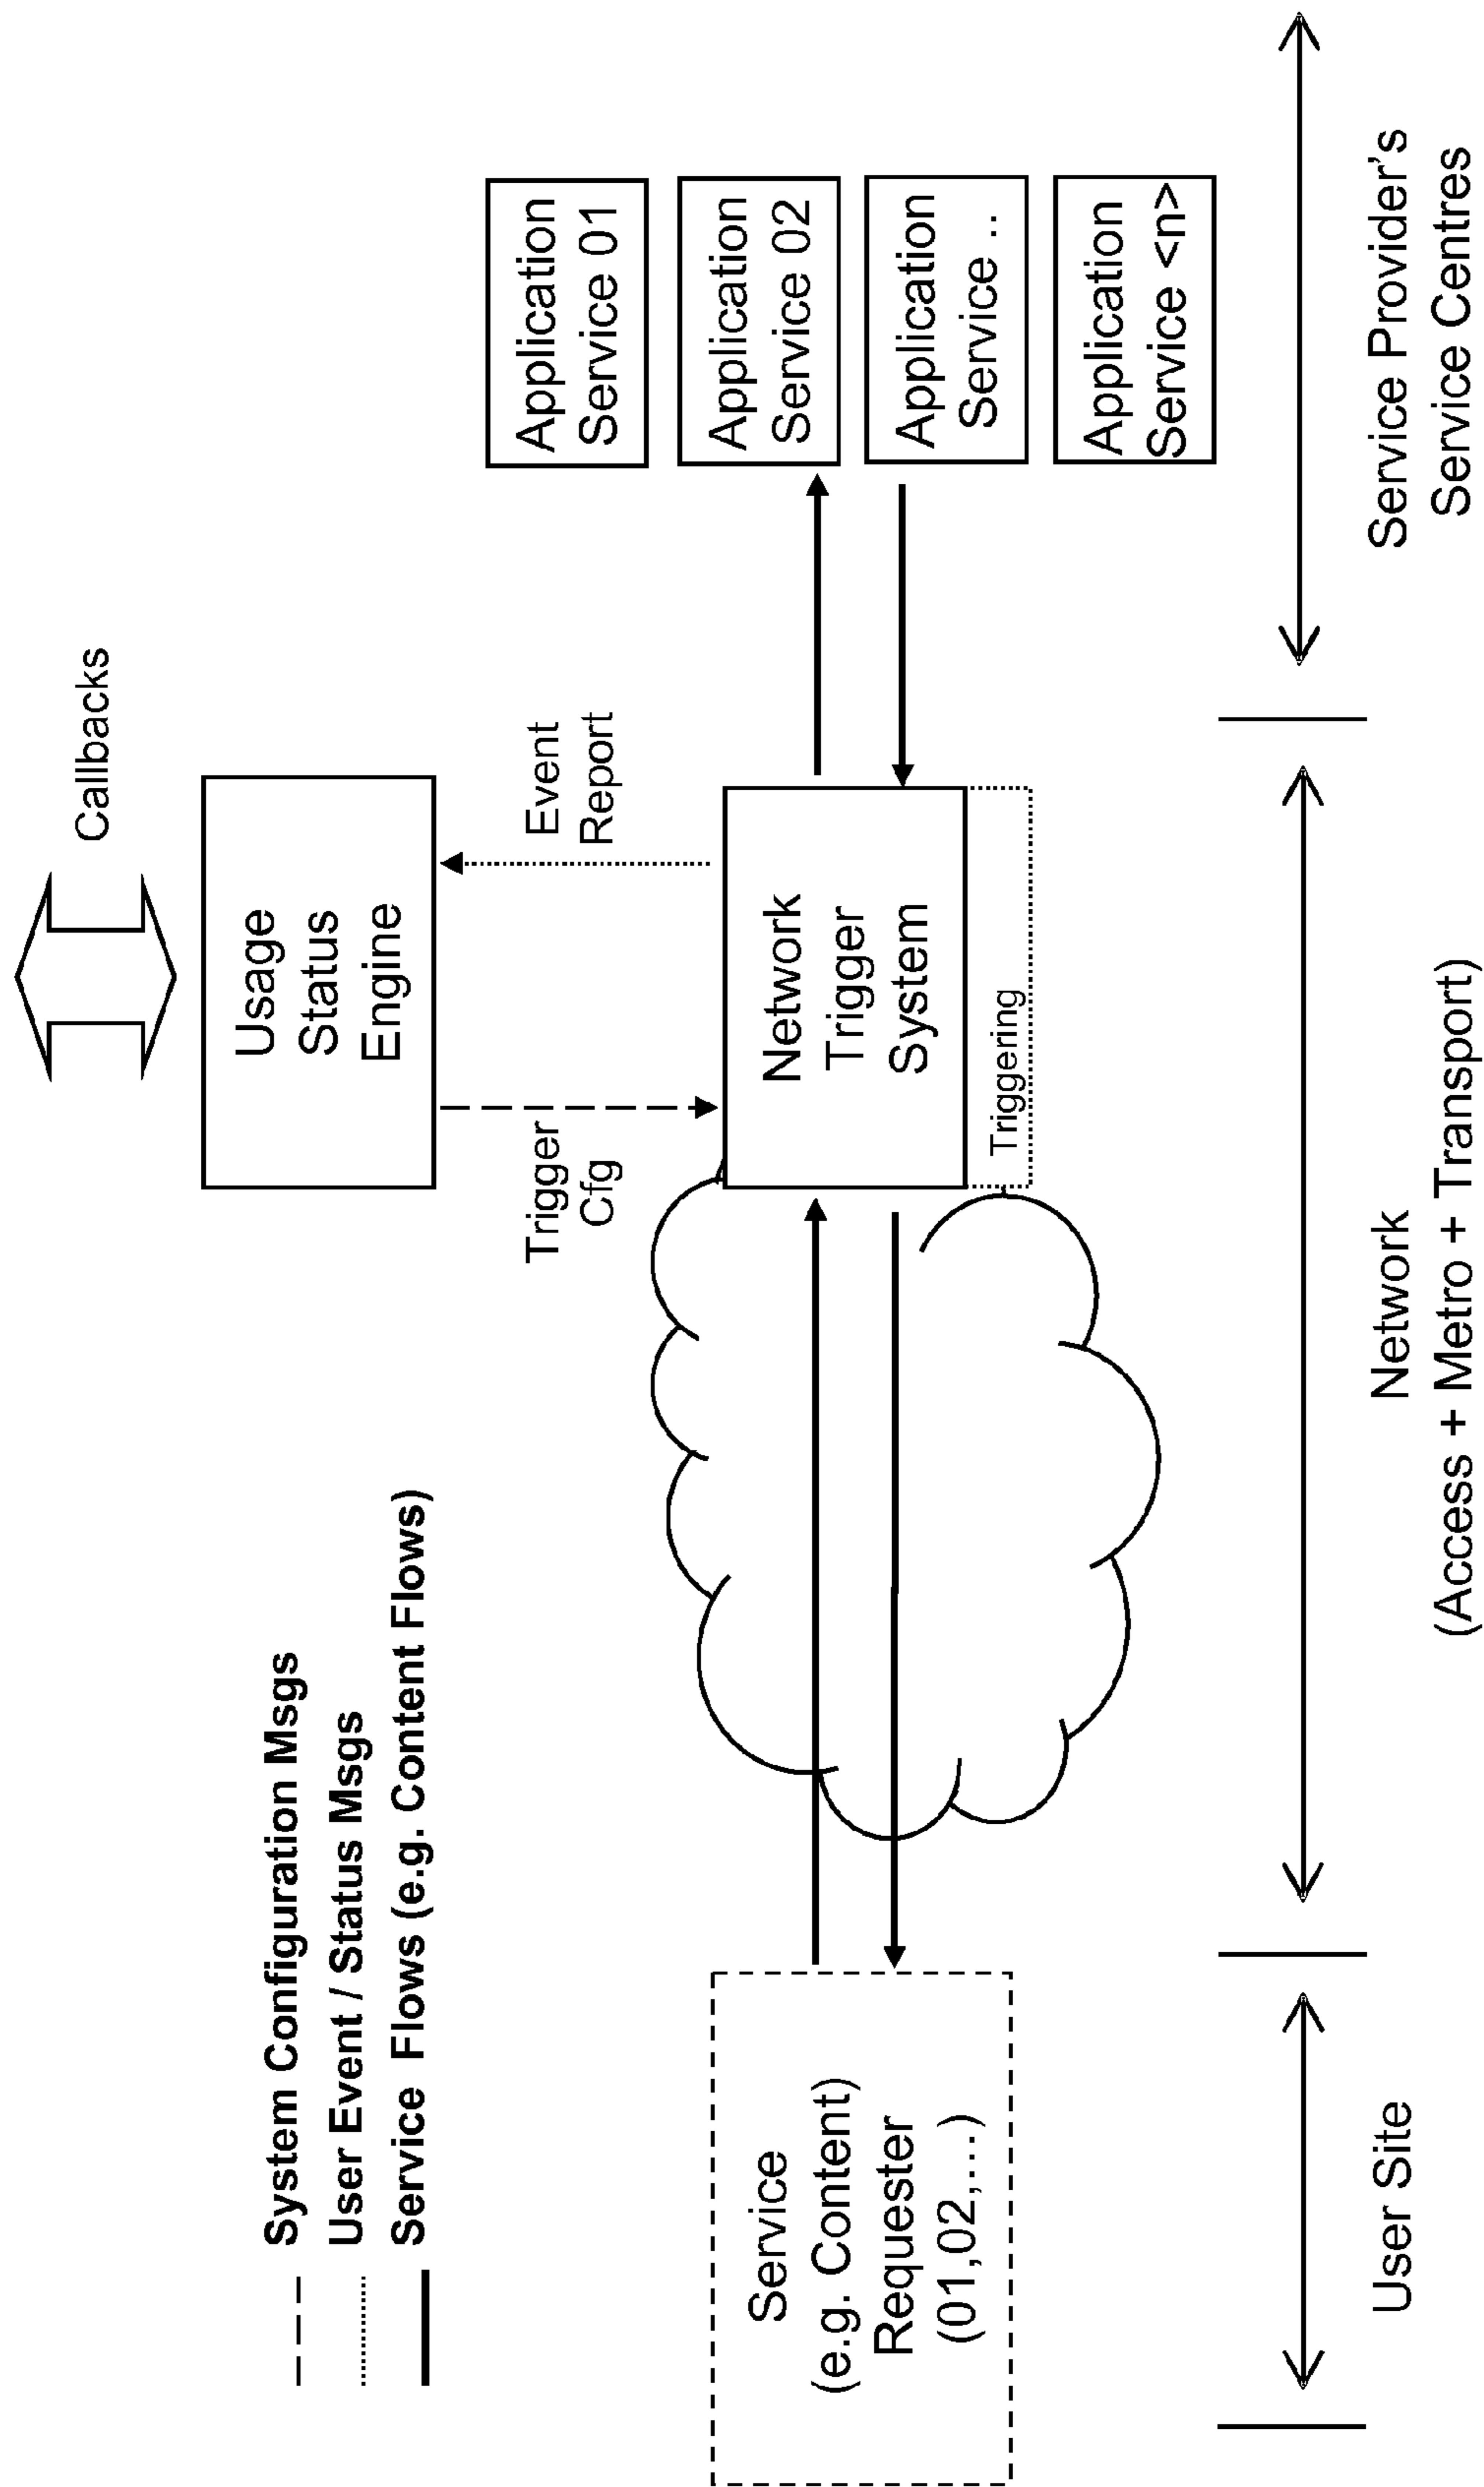 Callbacks
System Configuration Msgs
User Event / Status Msgs
Service Flows (e.g. Content Flows)
Usage
Status
Engine
Trigger
Cfg
Event
Report
Service
(e.g. Content)
Requester
(01,02,...)
Network
Trigger
System
Triggering
Application
Service 01
Application
Service 02
Application
Service ..
Application
Service <n>
User Site
Network
(Access + Metro + Transport)
Service Provider's
Service Centres